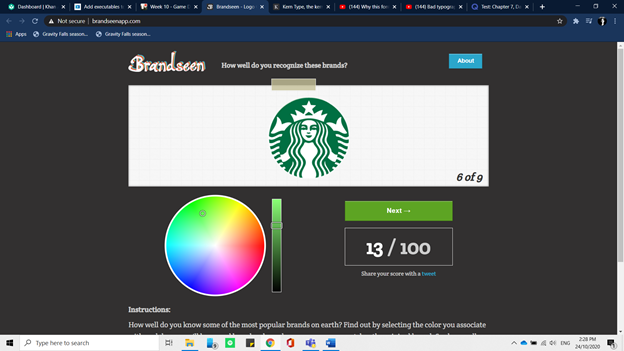 Dashboard | Khan
Add executables t
Week 10 - Game
Brandseen - Logo
Kern Type, the ker
(144) Why this fo
(144) Bad typogra
Test: Chapter 7, D
Not secure | brandseenapp.com
Apps Gravity Falls season... Gravity Falls season...
Brandseen
How well do you recognize these brands?
About
6 of 9
Next →
13 / 100
Share your score with a tweet
Instructions:
How well do you know some of the most popular brands on earth? Find out by selecting the color you associate
Type here to search
ENG
2:28 PM
24/10/2020